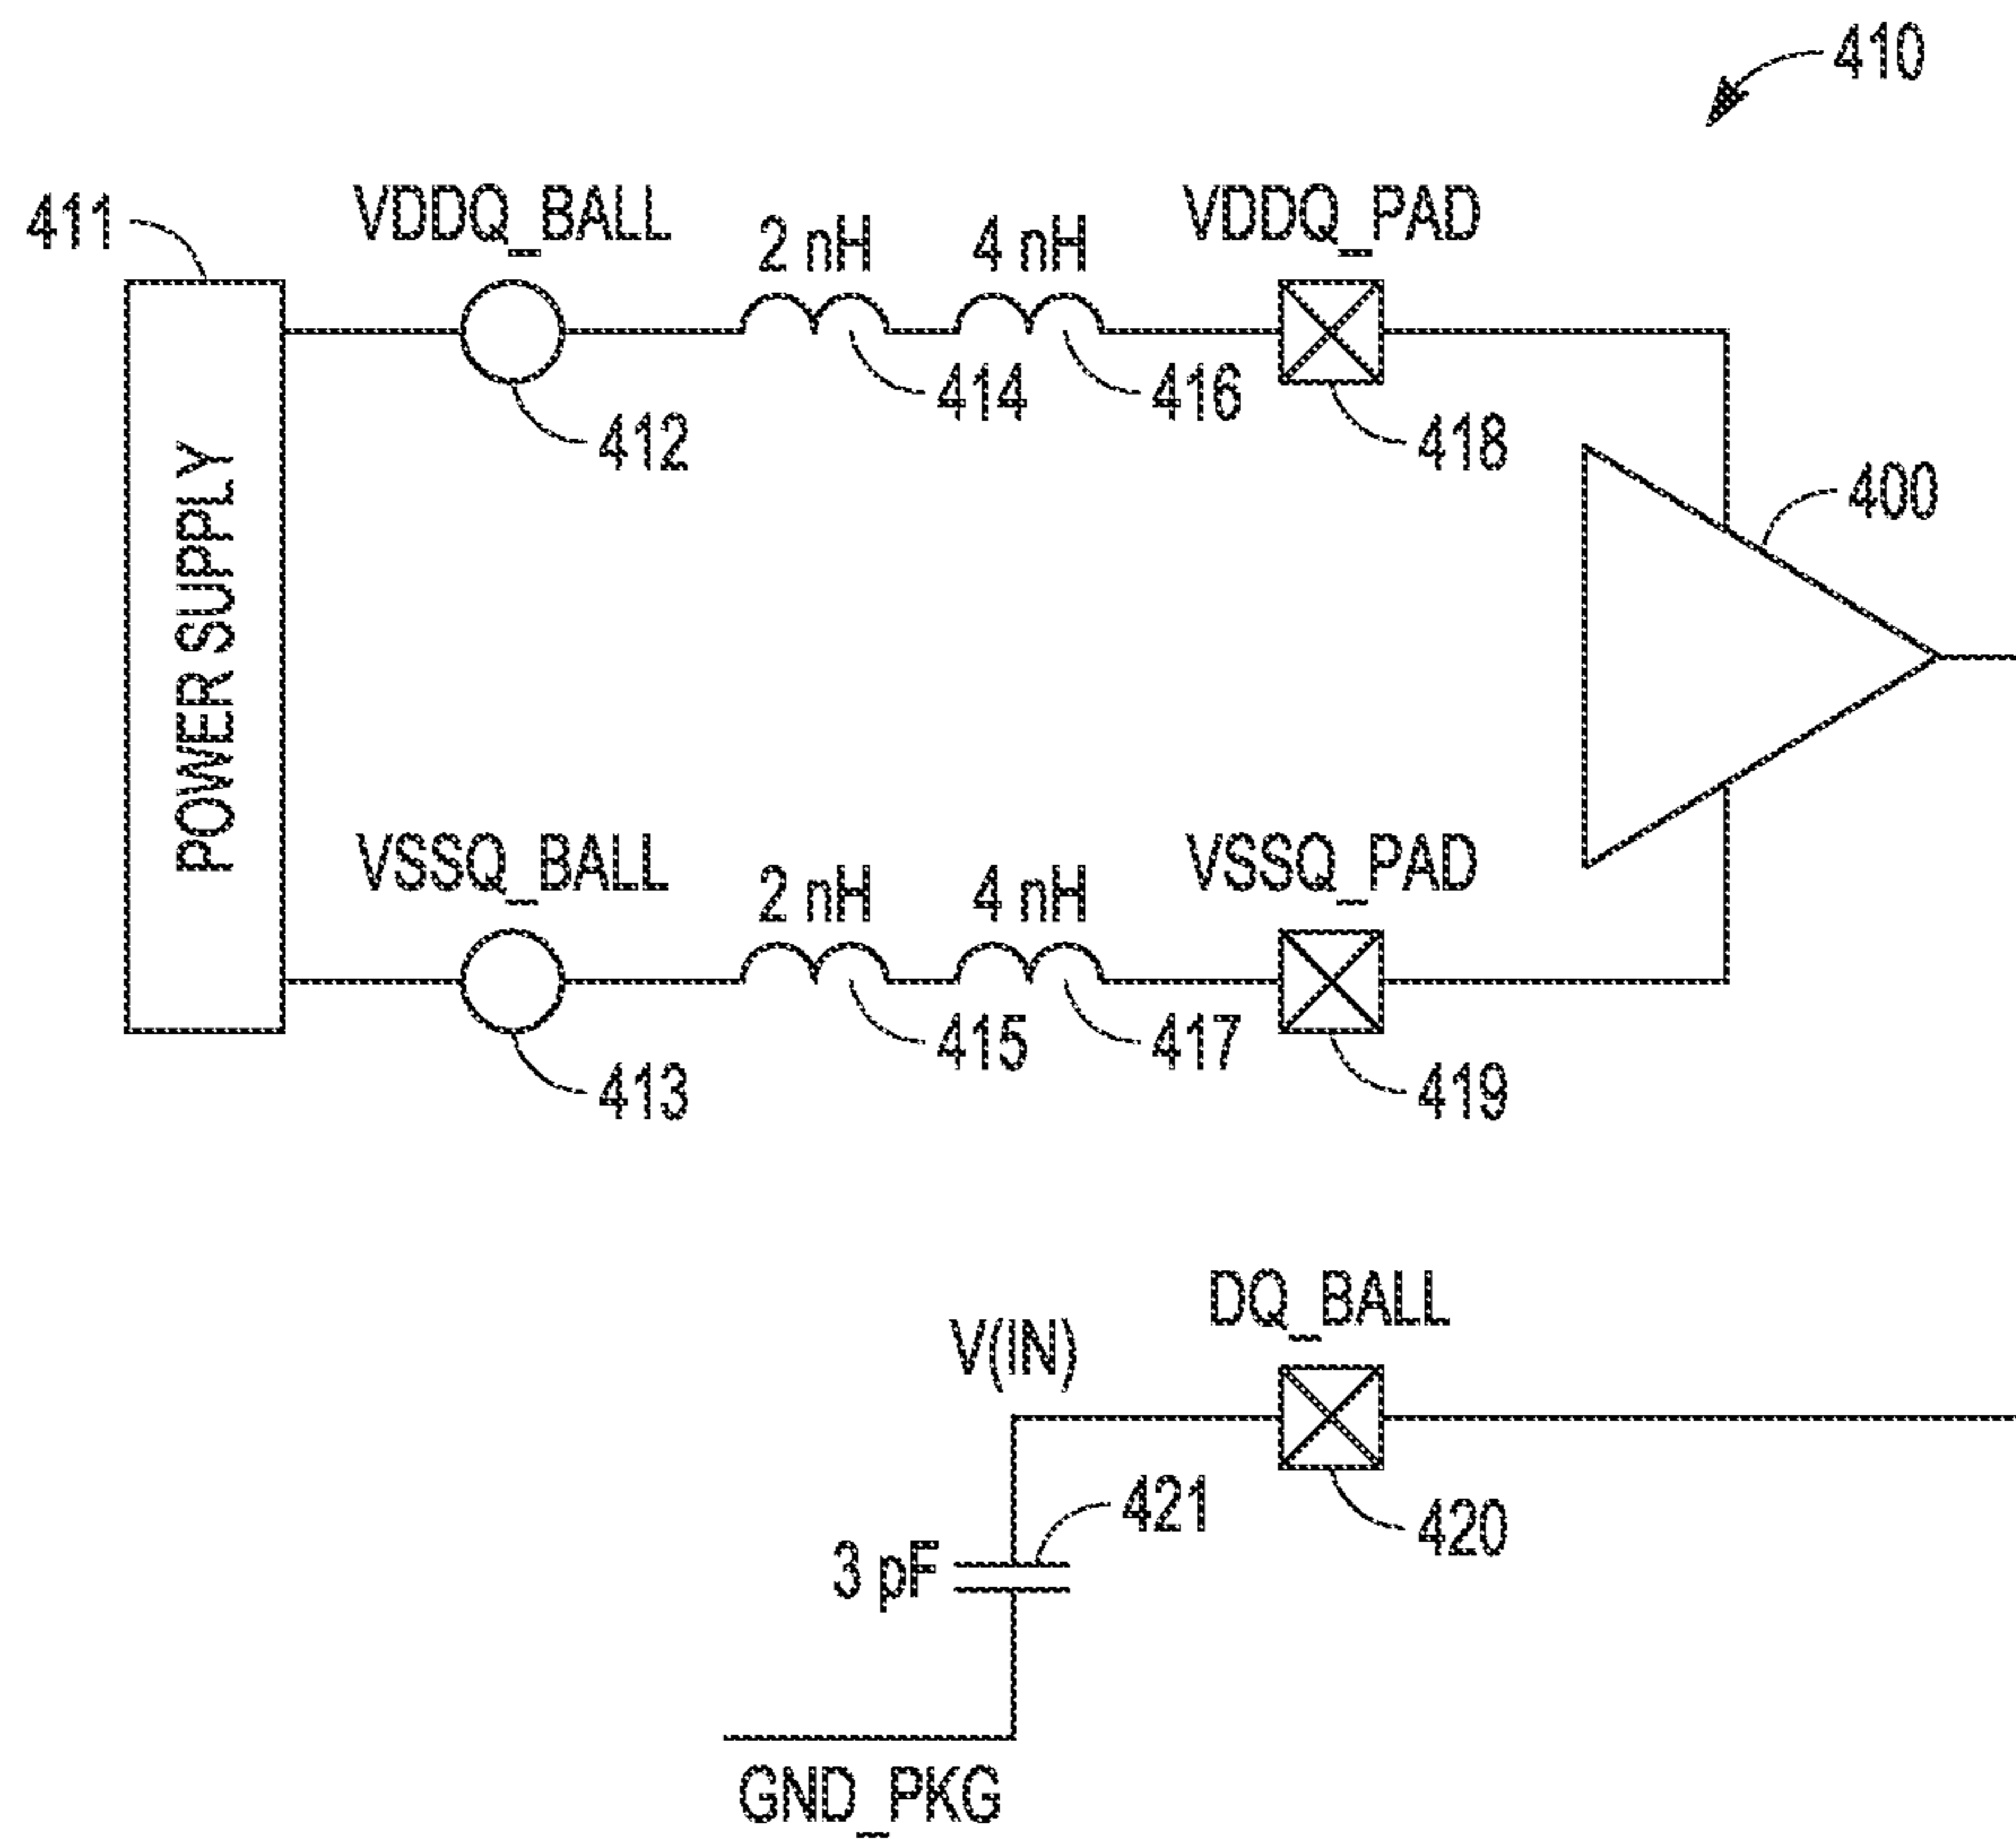 410
411
VDDQ_BALL
2 nH
4 nH
VDDQ_PAD
414
416
412
418
400
POWER SUPPLY
VSSQ_BALL
2 nH
4 nH
VSSQ_PAD
415
417
413
419
DQ_BALL
V(IN)
421
420
3 pF
GND_PKG